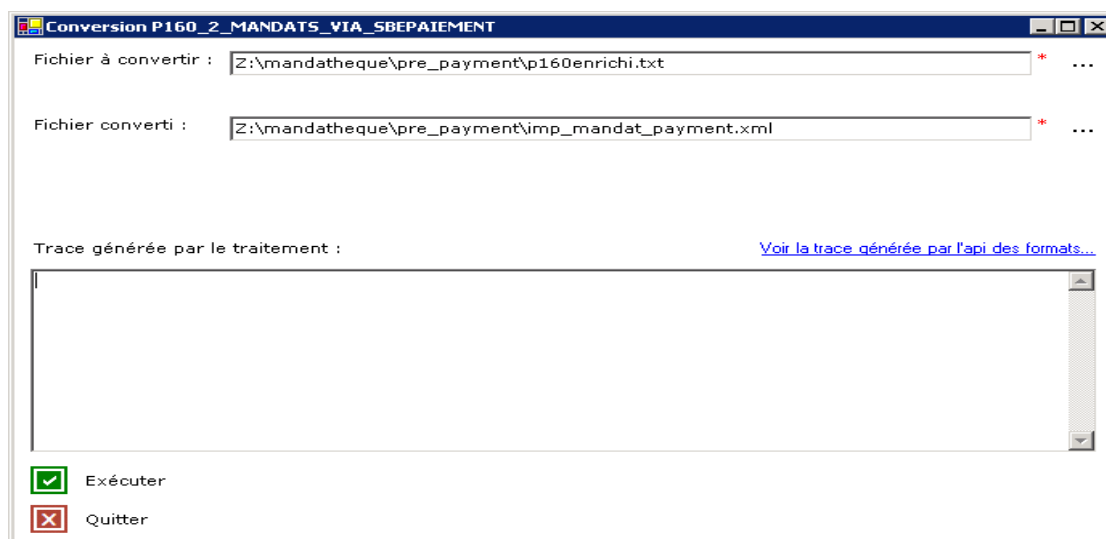 Conversion P160_2_MANDATS_VIA_SBEPAIEMENT
Fichier à convertir : Z:\mandatheque\pre_payment\p160enrichi.txt * ...
Fichier converti : Z:\mandatheque\pre_payment\imp_mandat_payment.xml * ...
Trace générée par le traitement : Voir la trace générée par l'api des formats...
Exécuter
Quitter